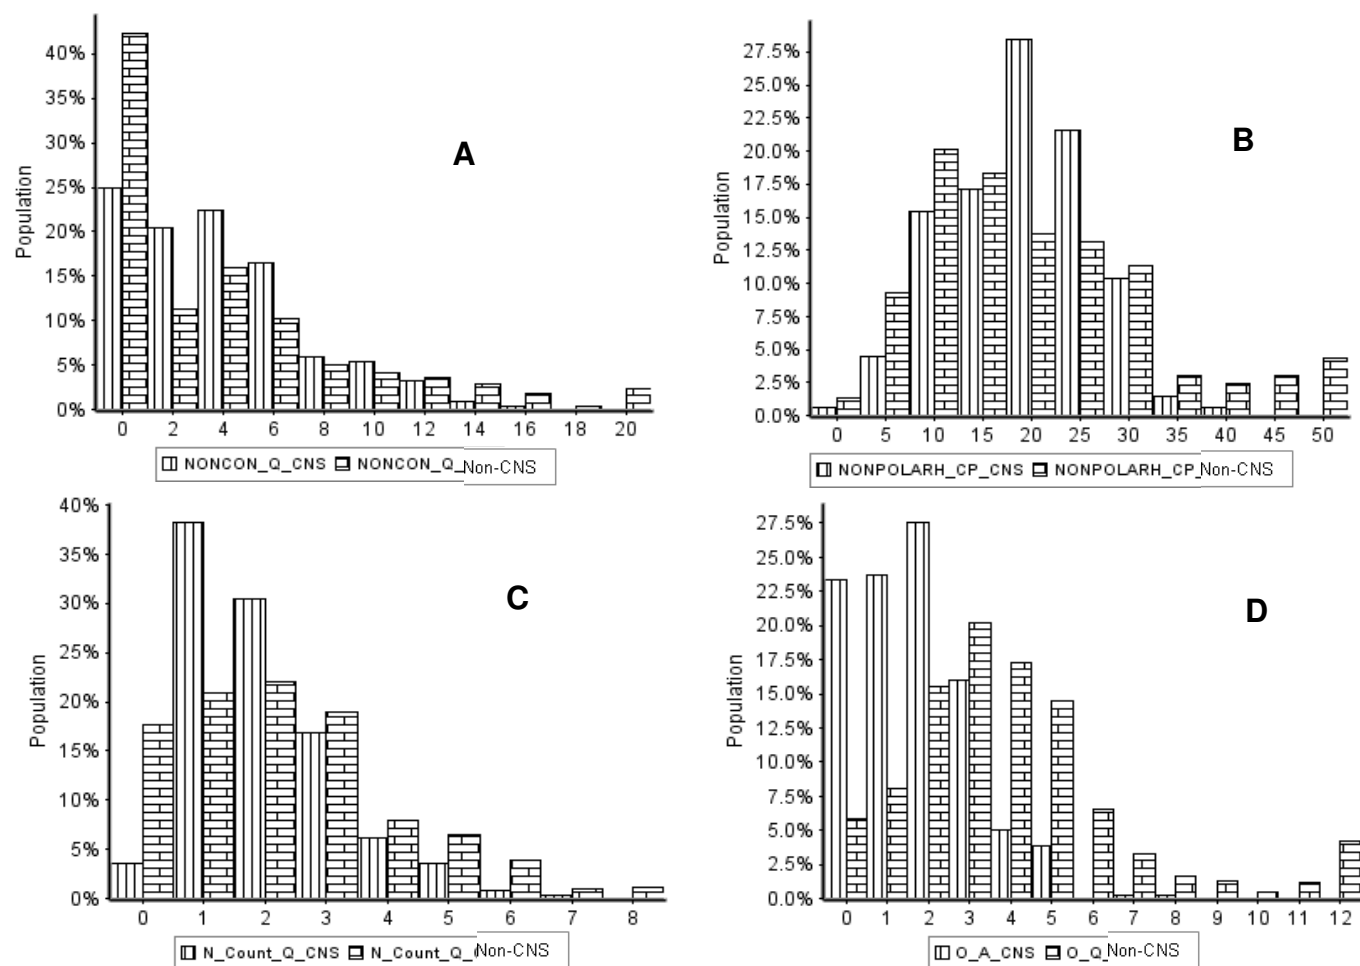 40%
35%
30%
25%
20%
15%
10%
5%
0%
Population
A
0 2 4 6 8 10 12 14 16 18 20
NONCON_Q_CNS NONCON_Q_Non-CNS
27.5%
25.0%
22.5%
20.0%
17.5%
15.0%
12.5%
10.0%
7.5%
5.0%
2.5%
0.0%
Population
B
0 5 10 15 20 25 30 35 40 45 50
NONPOLARH_CP_CNS NONPOLARH_CP_Non-CNS
40%
35%
30%
25%
20%
15%
10%
5%
0%
Population
C
0 1 2 3 4 5 6 7 8
N_Count_Q_CNS N_Count_Q_Non-CNS
27.5%
25.0%
22.5%
20.0%
17.5%
15.0%
12.5%
10.0%
7.5%
5.0%
2.5%
0.0%
Population
D
0 1 2 3 4 5 6 7 8 9 10 11 12
O_A_CNS O_Q_Non-CNS